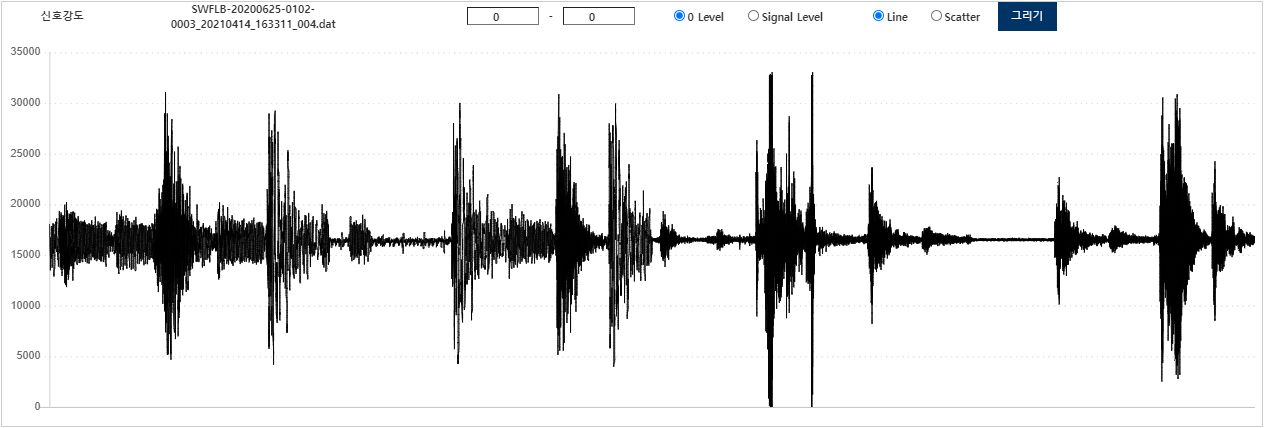 신호강도
SWFLB-20200625-0102-
0003_20210414_163311_004.dat
0 - 0
0 Level Signal Level
Line Scatter
그리기
35000
30000
25000
20000
15000
10000
5000
0